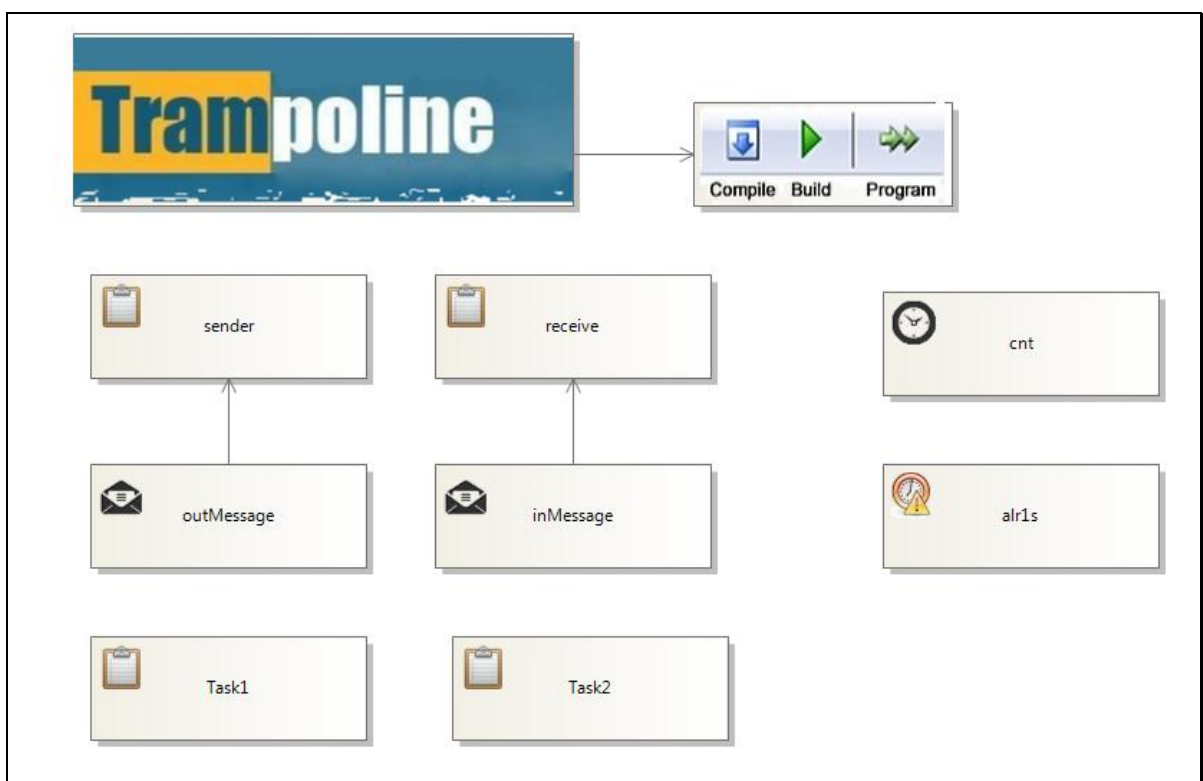 Trampoline
Compile Build Program
sender
receive
cnt
outMessage
inMessage
alr1s
Task1
Task2